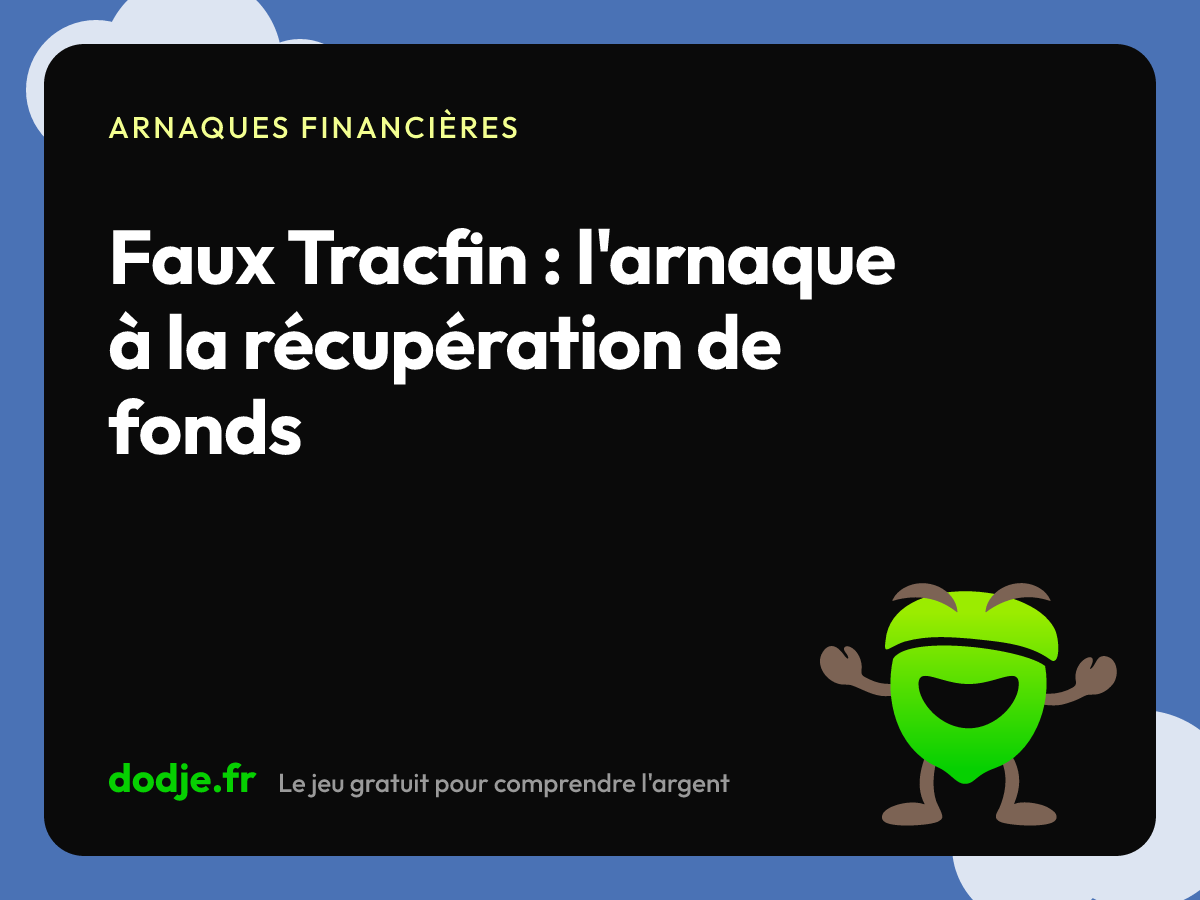 ARNAQUES FINANCIÈRES
Faux Tracfin : l'arnaque
à la récupération de
fonds
dodje.fr Le jeu gratuit pour comprendre l'argent